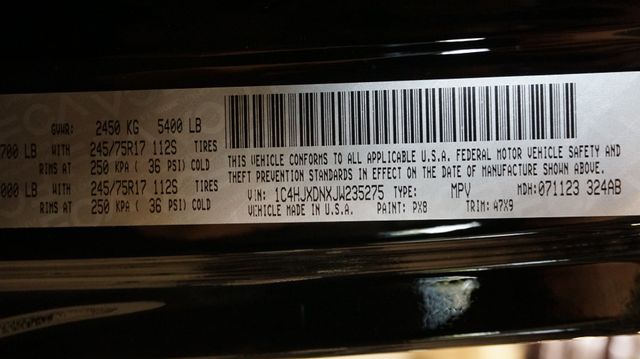 GVWR: 2450 KG 5400 LB
700 LB WITH 245/75R17 112S TIRES
RIMS AT 250 KPA ( 36 PSI) COLD
000 LB WITH 245/75R17 112S TIRES
RIMS AT 250 KPA ( 36 PSI) COLD
THIS VEHICLE CONFORMS TO ALL APPLICABLE U.S.A. FEDERAL MOTOR VEHICLE SAFETY AND
THEFT PREVENTION STANDARDS IN EFFECT ON THE DATE OF MANUFACTURE SHOWN ABOVE.
VIN: 1C4HJXDNXJW235275 TYPE: MPV MDH: 071123 324AB
VEHICLE MADE IN U.S.A. PAINT: PX8 TRIM: A7X9